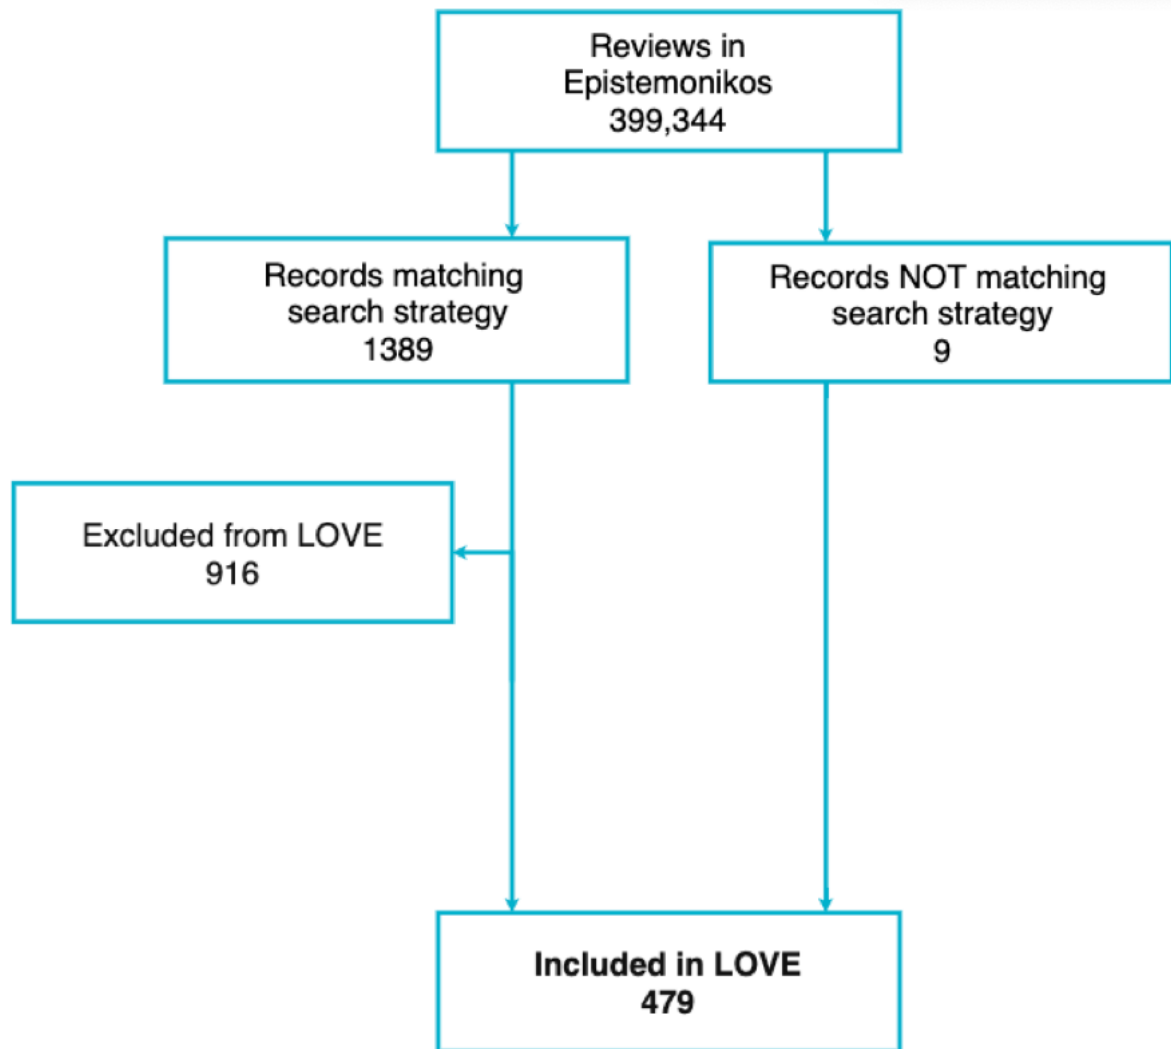 Reviews in
Epistemonikos
399,344
Records matching
search strategy
1389
Records NOT matching
search strategy
9
Excluded from LOVE
916
Included in LOVE
479